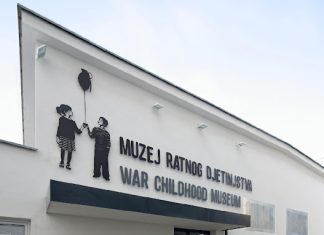 MUZEJ RATNOG DJETINJSTVA
WAR CHILDHOOD MUSEUM